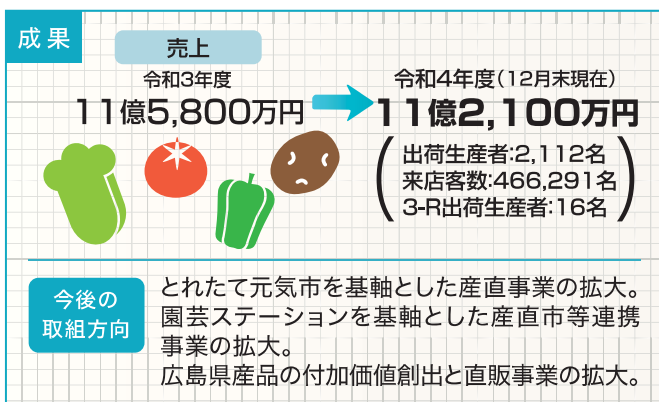 成果
売上
令和3年度
11億5,800万円
令和4年度(12月末現在)
11億2,100万円
出荷生産者:2,112名
来店客数:466,291名
3-R出荷生産者:16名
今後の
取組方向
とれたて元気市を基軸とした産直事業の拡大。
園芸ステーションを基軸とした産直市等連携
事業の拡大。
広島県産品の付加価値創出と直販事業の拡大。